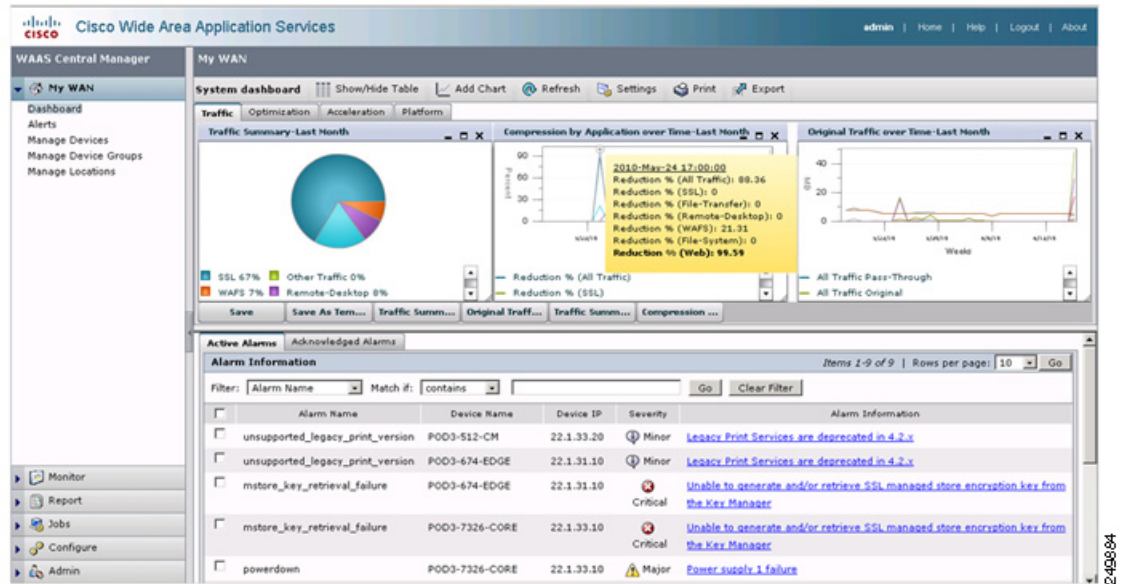 cisco
Cisco Wide Area Application Services
admin | Home | Help | Logout | About
WAAS Central Manager
My WAN
My WAN
Dashboard
Alerts
Manage Devices
Manage Device Groups
Manage Locations
Monitor
Report
Jobs
Configure
Admin
System dashboard Show/Hide Table Add Chart Refresh Settings Print Export
Traffic Optimization Acceleration Platform
Traffic Summary-Last Month
SSL 67% Other Traffic 0%
WAFS 7% Remote-Desktop 8%
Compression by Application over Time-Last Month
Percent
90
60
30
0
2010-May-24 17:00:00
Reduction % (All Traffic): 88.36
Reduction % (SSL): 0
Reduction % (File-Transfer): 0
Reduction % (Remote-Desktop): 0
Reduction % (WAFS): 21.31
Reduction % (File-System): 0
Reduction % (Web): 99.59
Reduction % (All Traffic)
Reduction % (SSL)
Original Traffic over Time-Last Month
40
20
0
Weeks
All Traffic Pass-Through
All Traffic Original
Save Save As Tem... Traffic Summ... Original Traff... Traffic Summ... Compression ...
Active Alarms Acknowledged Alarms
Alarm Information Items 1-9 of 9 | Rows per page: 10 Go
Filter: Alarm Name Match if: contains Go Clear Filter
Alarm Name Device Name Device IP Severity Alarm Information
unsupported_legacy_print_version POD3-512-CM 22.1.33.20 Minor Legacy Print Services are deprecated in 4.2.x
unsupported_legacy_print_version POD3-674-EDGE 22.1.31.10 Minor Legacy Print Services are deprecated in 4.2.x
mstore_key_retrieval_failure POD3-674-EDGE 22.1.31.10 Critical Unable to generate and/or retrieve SSL managed store encryption key from
the Key Manager
mstore_key_retrieval_failure POD3-7326-CORE 22.1.33.10 Critical Unable to generate and/or retrieve SSL managed store encryption key from
the Key Manager
powerdown POD3-7326-CORE 22.1.33.10 Major Power supply 1 failure
249884